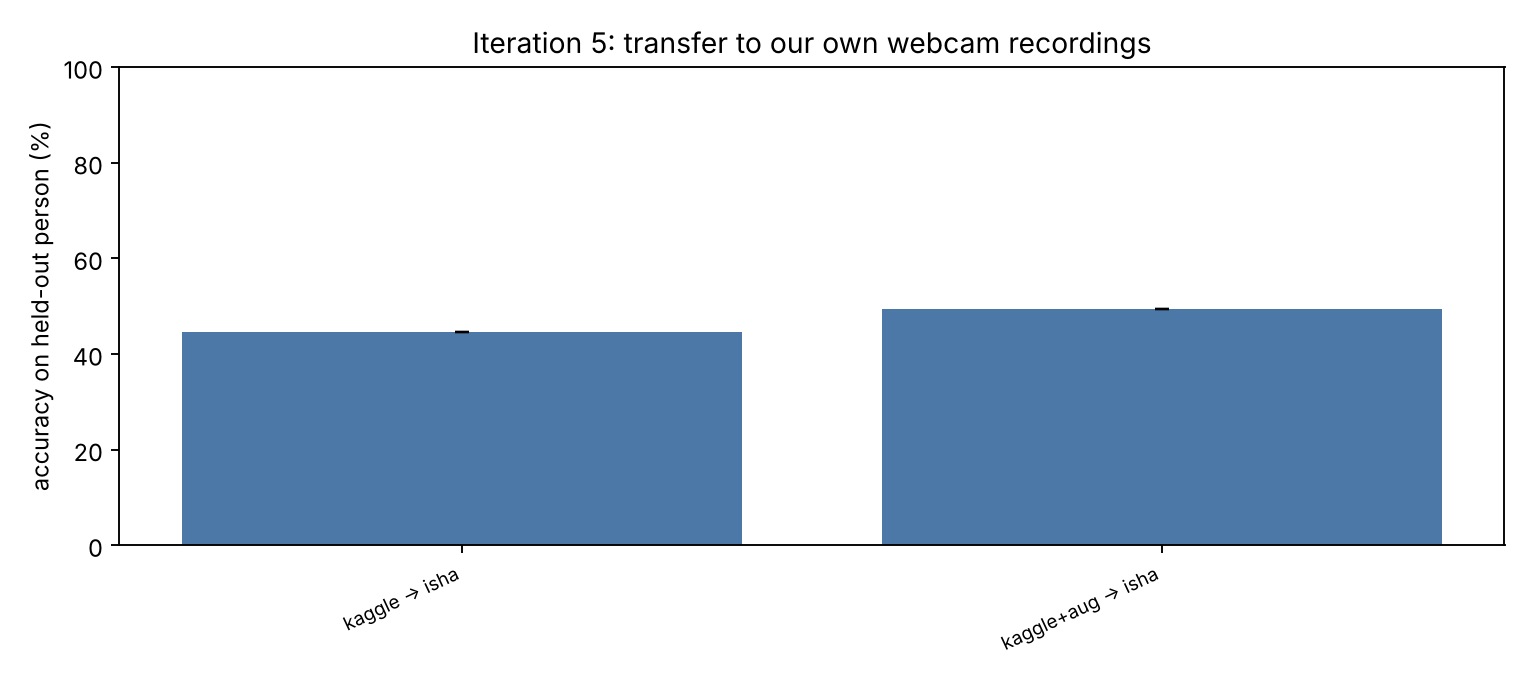 Iteration 5: transfer to our own webcam recordings
accuracy on held-out person (%)
100
80
60
40
20
0
kaggle → isha
kaggle+aug → isha